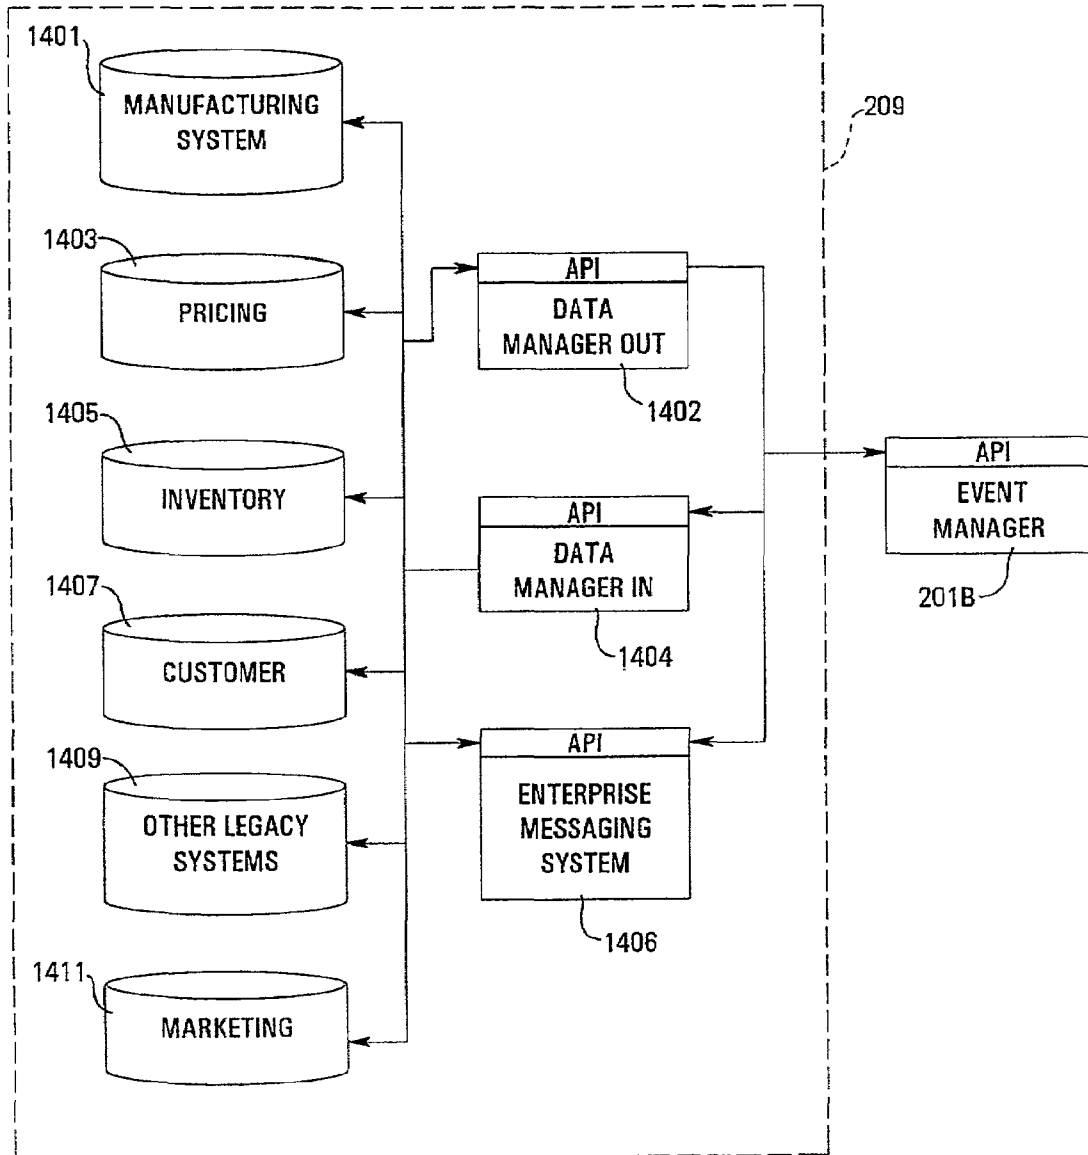 1401
MANUFACTURING
SYSTEM
209
1403
PRICING
API
DATA
MANAGER OUT
1402
1405
INVENTORY
API
EVENT
MANAGER
201B
API
DATA
MANAGER IN
1404
1407
CUSTOMER
1409
OTHER LEGACY
SYSTEMS
API
ENTERPRISE
MESSAGING
SYSTEM
1406
1411
MARKETING